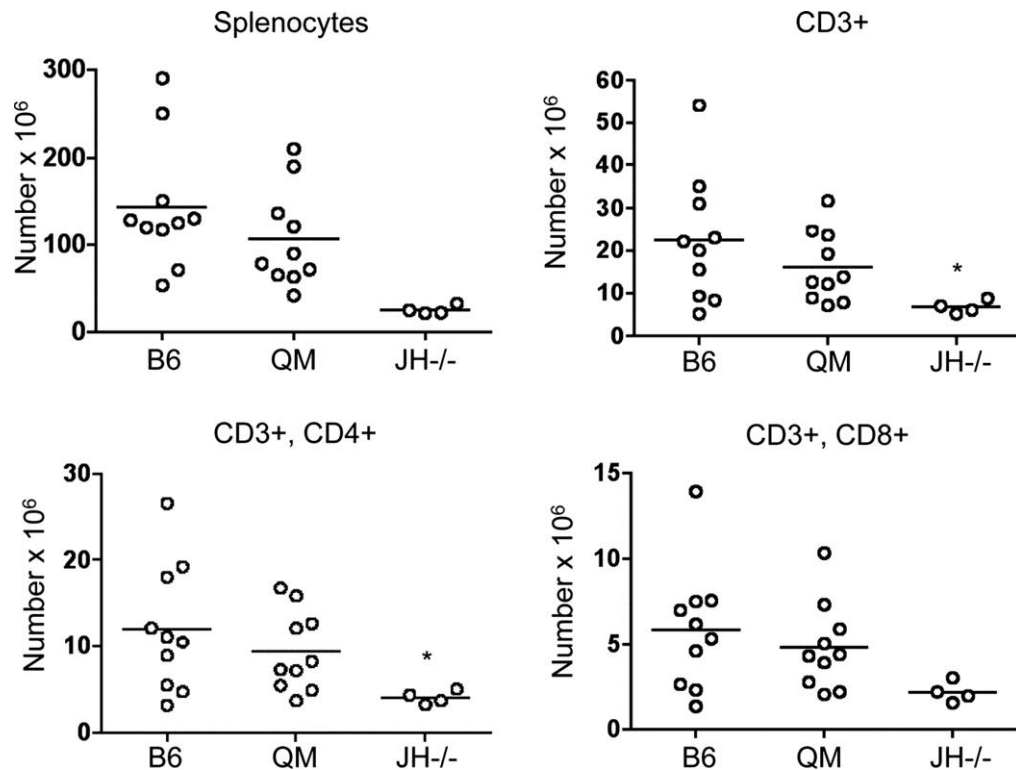 Splenocytes
Number x 10⁶
300
200
100
0
B6 QM JH-/-
CD3+
Number x 10⁶
60
50
40
30
20
10
0
*
B6 QM JH-/-
CD3+, CD4+
Number x 10⁶
30
20
10
0
*
B6 QM JH-/-
CD3+, CD8+
Number x 10⁶
15
10
5
0
B6 QM JH-/-